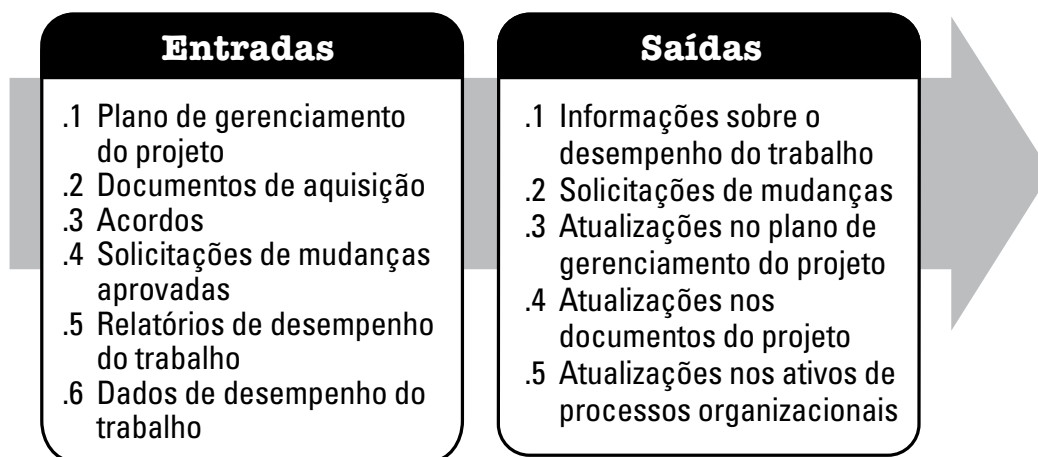 Entradas
.1 Plano de gerenciamento
do projeto
.2 Documentos de aquisição
.3 Acordos
.4 Solicitações de mudanças
aprovadas
.5 Relatórios de desempenho
do trabalho
.6 Dados de desempenho do
trabalho
Saídas
.1 Informações sobre o
desempenho do trabalho
.2 Solicitações de mudanças
.3 Atualizações no plano de
gerenciamento do projeto
.4 Atualizações nos
documentos do projeto
.5 Atualizações nos ativos de
processos organizacionais